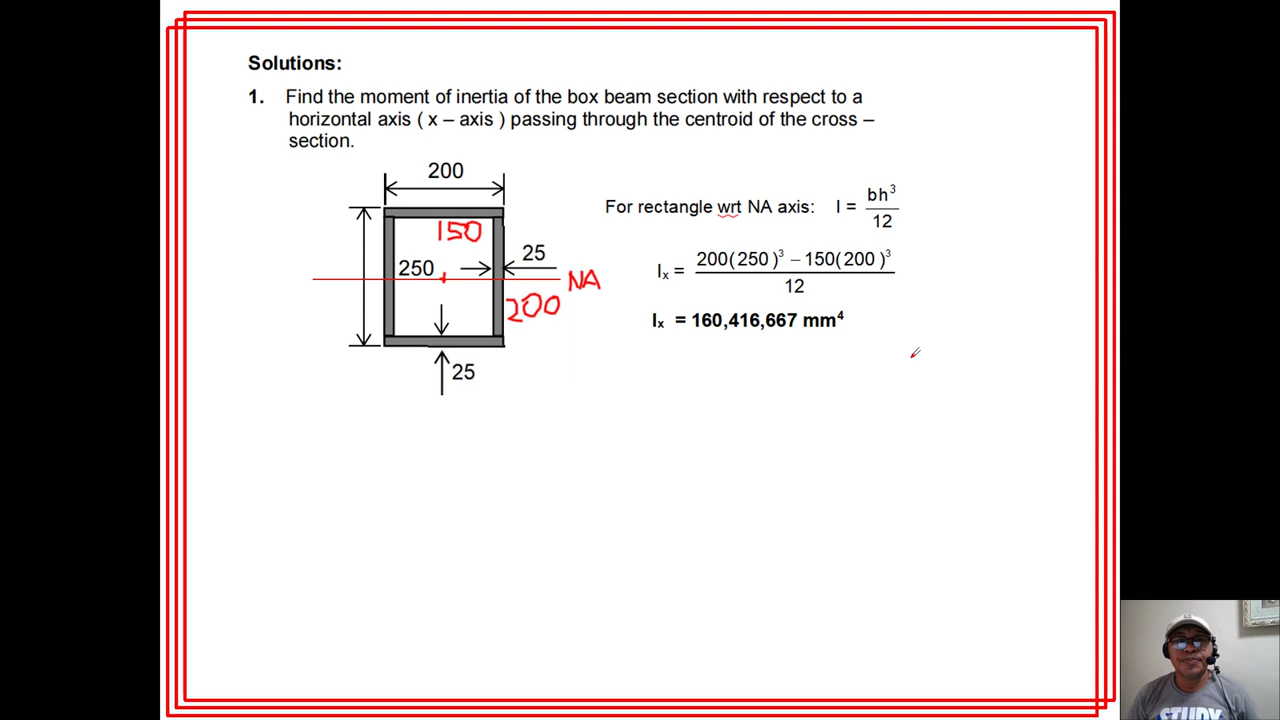 Solutions:
1. Find the moment of inertia of the box beam section with respect to a
horizontal axis ( x – axis ) passing through the centroid of the cross –
section.
200
For rectangle wrt NA axis: I = bh³/12
150
25
250
NA
Iₓ = 200(250)³ – 150(200)³/12
200
Iₓ = 160,416,667 mm⁴
25
STUDY